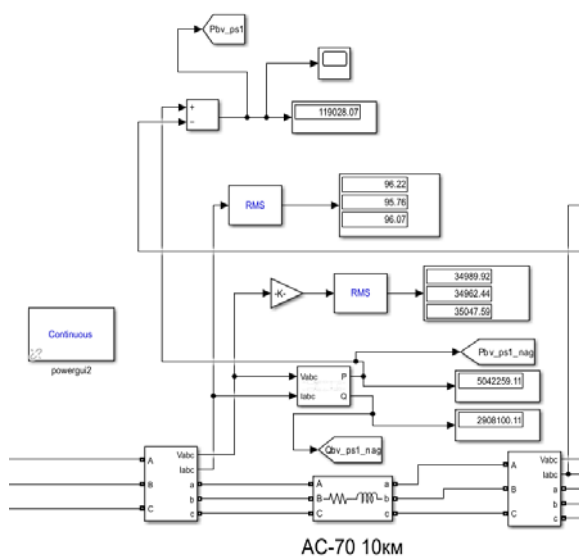 Pbv_ps1
+
−
119028.07
RMS
96.22
95.76
96.07
-K-
RMS
34989.92
34962.44
35047.59
Continuous
powergui2
Pbv_ps1_nag
Vabc
Iabc
P
Q
5042259.11
2908100.11
Qbv_ps1_nag
A
B
C
Vabc
Iabc
a
b
c
A
B
C
a
b
c
A
B
C
Vabc
Iabc
a
b
c
АС-70 10км